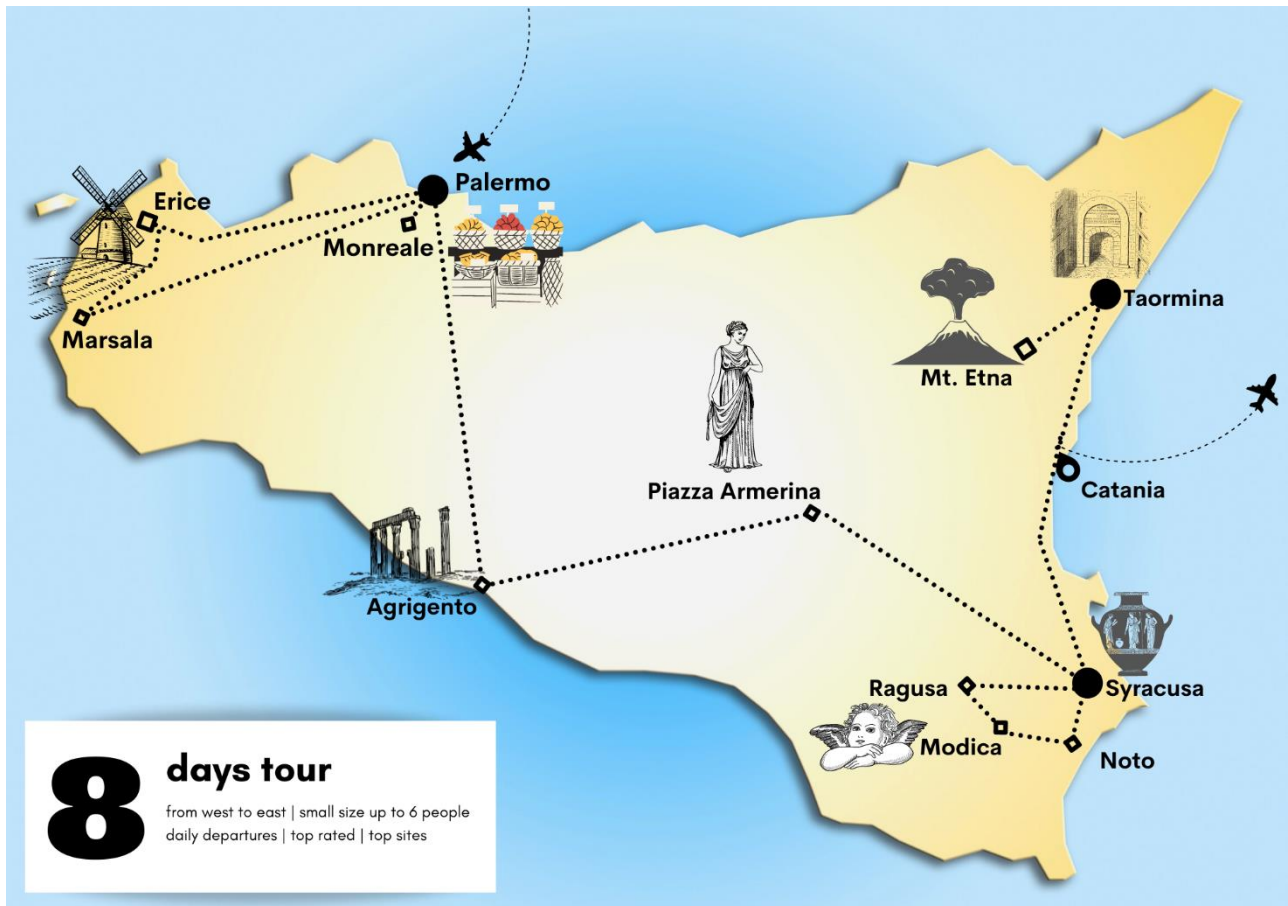 Palermo
Erice
Monreale
Marsala
Taormina
Mt. Etna
Piazza Armerina
Catania
Agrigento
Ragusa
Syracusa
Modica
Noto
8
days tour
from west to east | small size up to 6 people
daily departures | top rated | top sites